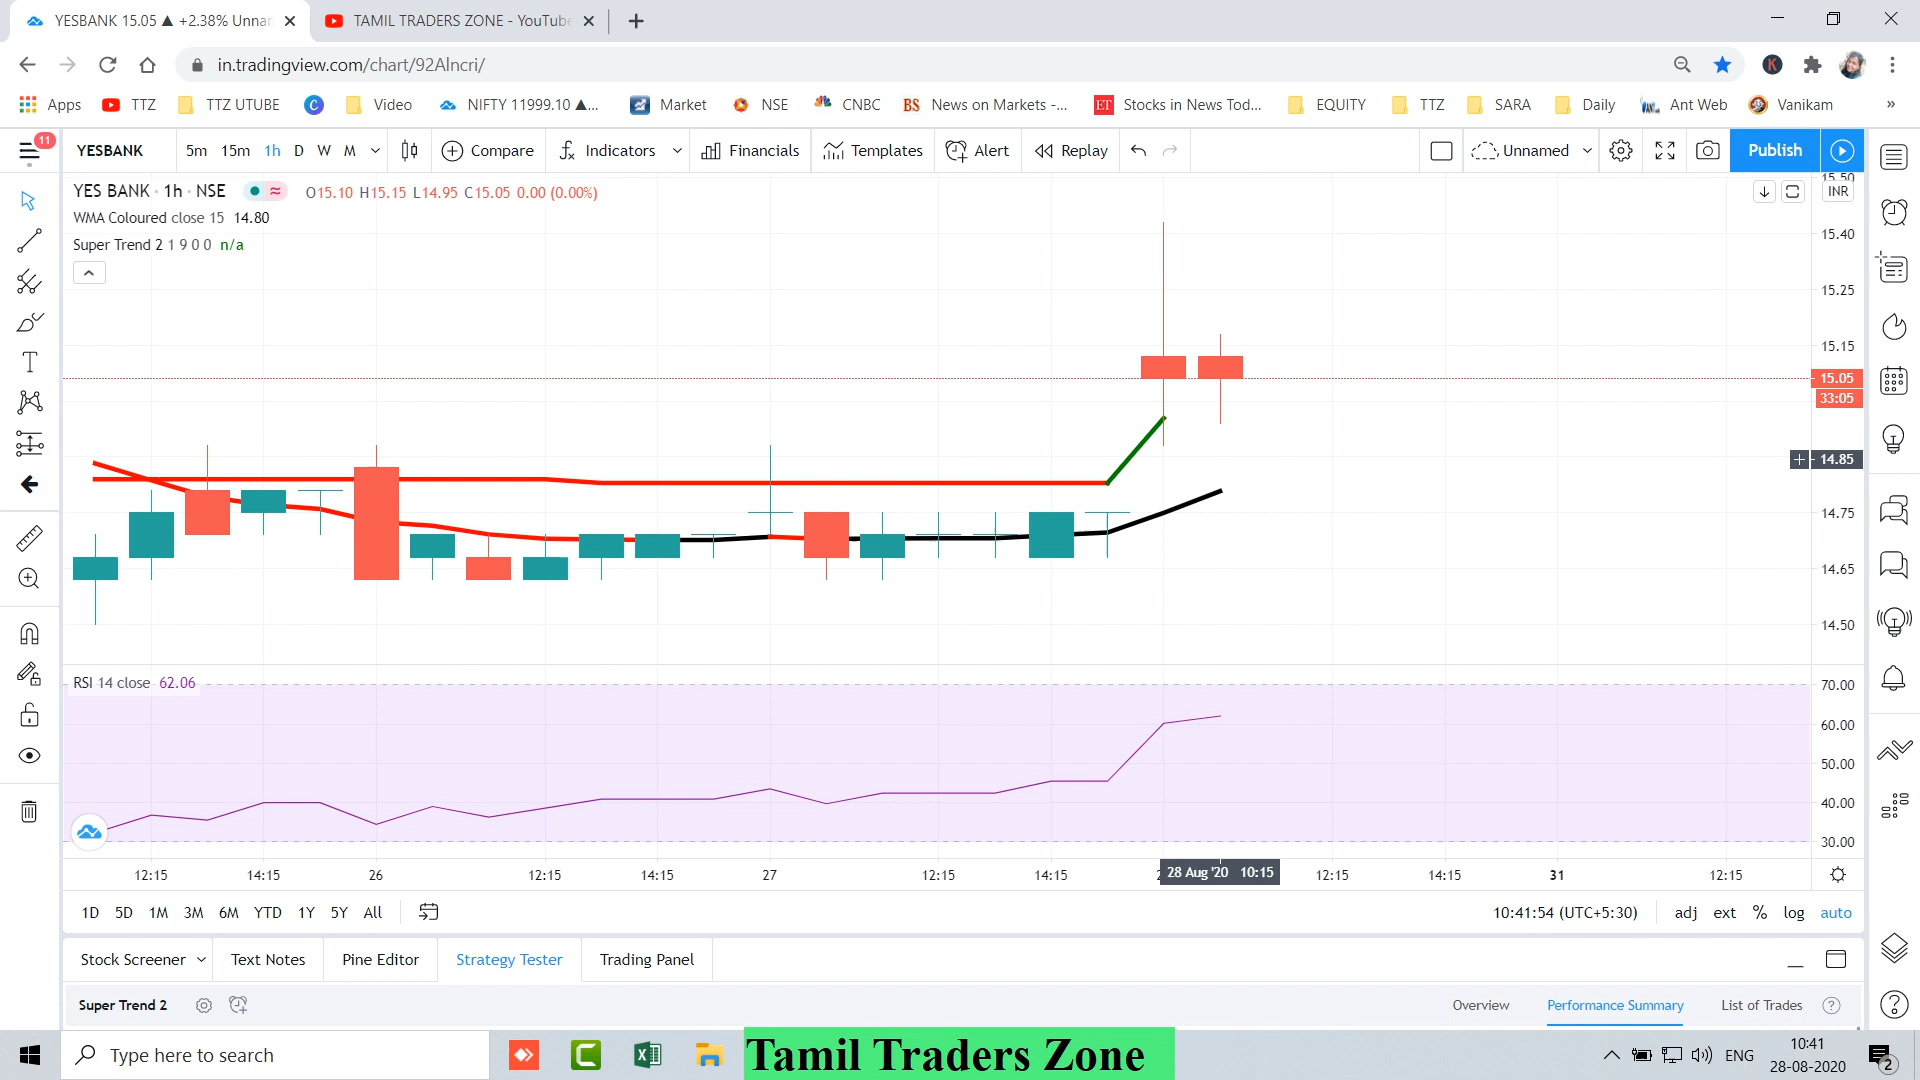 YESBANK 15.05 ▲ +2.38% Unnar
TAMIL TRADERS ZONE - YouTube
in.tradingview.com/chart/92Alncri/
K
Apps TTZ TTZ UTUBE C Video NIFTY 11999.10 ▲... Market NSE CNBC BS News on Markets -... ET Stocks in News Tod... EQUITY TTZ SARA Daily Ant Web Vanikam »
11
YESBANK 5m 15m 1h D W M Compare Indicators Financials Templates Alert Replay Unnamed Publish
YES BANK · 1h · NSE O15.10 H15.15 L14.95 C15.05 0.00 (0.00%)
WMA Coloured close 15 14.80
Super Trend 2 1 9 0 0 n/a
15.50
INR
15.40
15.25
15.15
15.05
33:05
14.85
14.75
14.65
14.50
RSI 14 close 62.06
70.00
60.00
50.00
40.00
30.00
12:15 14:15 26 12:15 14:15 27 12:15 14:15 28 Aug '20 10:15 12:15 14:15 31 12:15
1D 5D 1M 3M 6M YTD 1Y 5Y All 10:41:54 (UTC+5:30) adj ext % log auto
Stock Screener Text Notes Pine Editor Strategy Tester Trading Panel
Super Trend 2 Overview Performance Summary List of Trades
Type here to search
Tamil Traders Zone
ENG
10:41
28-08-2020
2